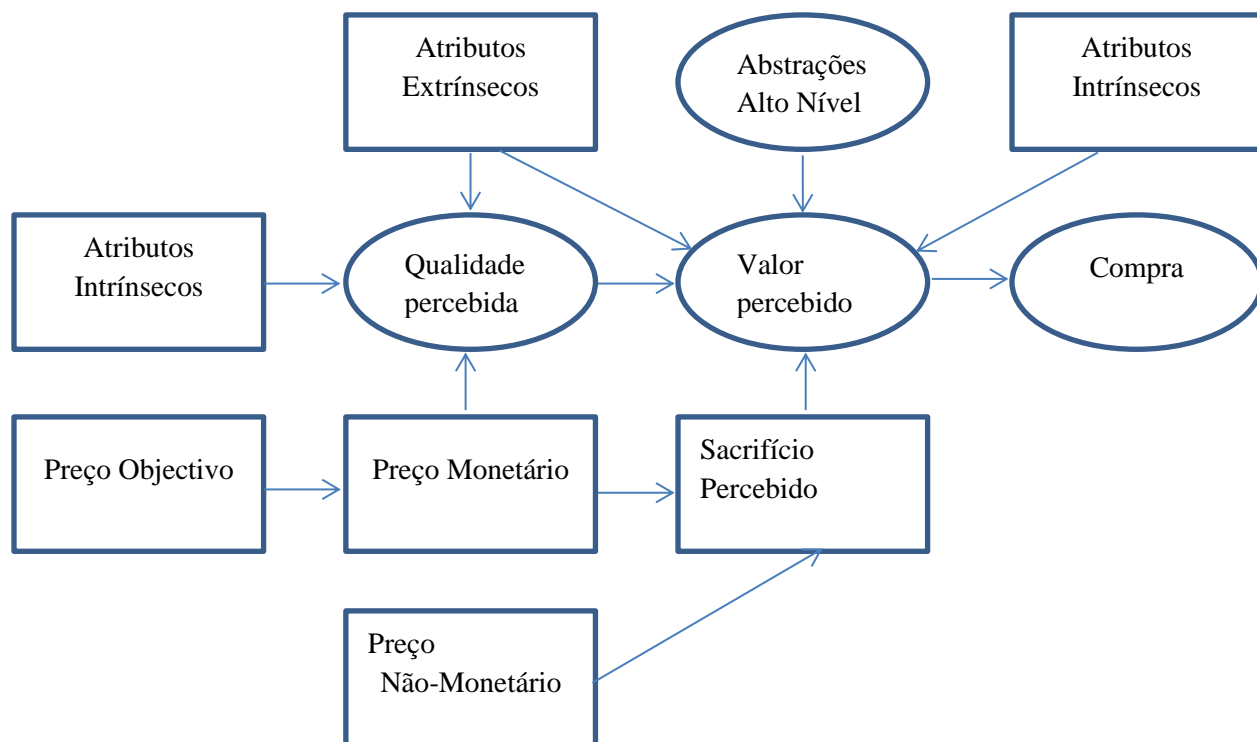 Atributos
Extrínsecos
Abstrações
Alto Nível
Atributos
Intrínsecos
Atributos
Intrínsecos
Qualidade
percebida
Valor
percebido
Compra
Preço Objectivo
Preço Monetário
Sacrifício
Percebido
Preço
Não-Monetário